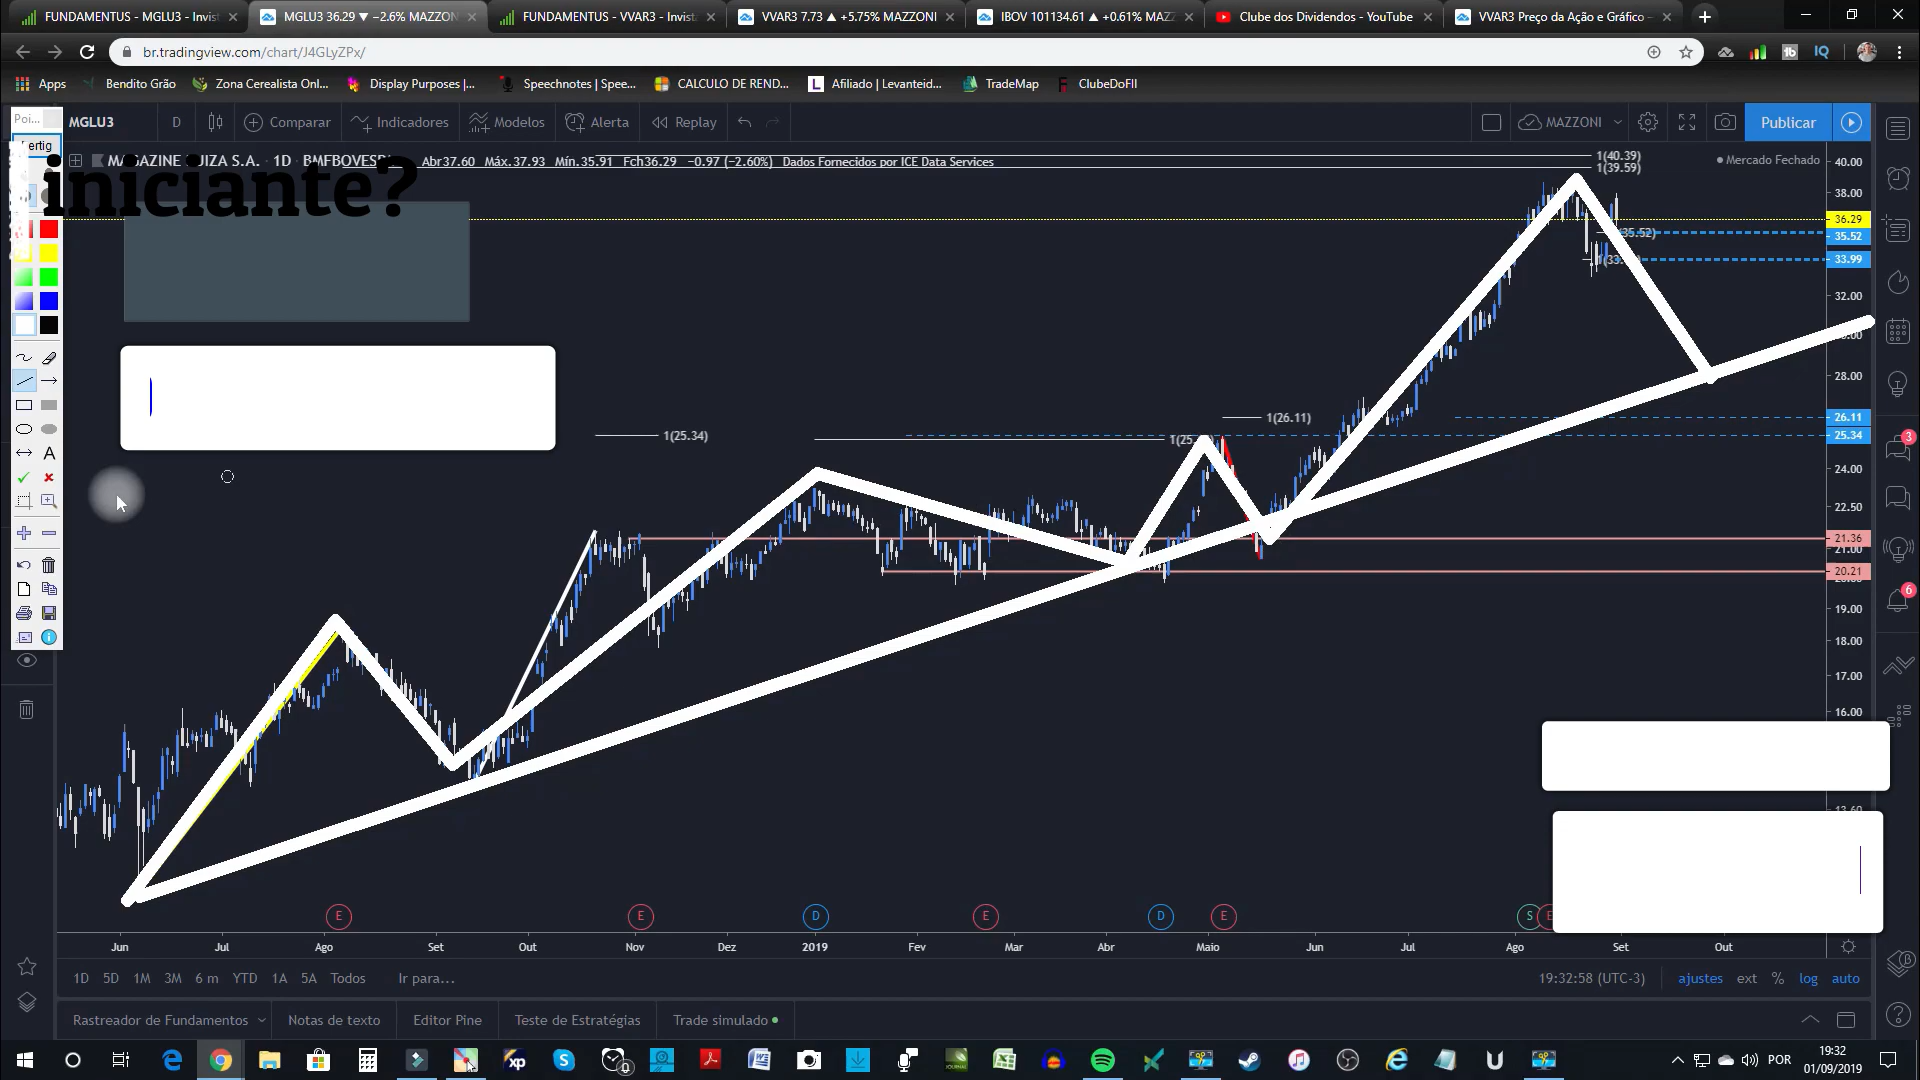 FUNDAMENTUS - MGLU3 - Invist
MGLU3 36.29 ▼ −2.6% MAZZON
FUNDAMENTUS - VVAR3 - Invista
VVAR3 7.73 ▲ +5.75% MAZZONI
IBOV 101134.61 ▲ +0.61% MAZZ
Clube dos Dividendos - YouTube
VVAR3 Preço da Ação e Gráfico –
br.tradingview.com/chart/J4GLyZPx/
Apps
Bendito Grão
Zona Cerealista Onl...
Display Purposes |...
Speechnotes | Spee...
CALCULO DE REND...
Afiliado | Levanteid...
TradeMap
ClubeDoFII
Poi...
MGLU3
D
Comparar
Indicadores
Modelos
Alerta
Replay
MAZZONI
Publicar
iniciante?
Abr37.60 Máx.37.93 Mín.35.91 Fch36.29 −0.97 (−2.60%) Dados Fornecidos por ICE Data Services
1(40.39)
1(39.59)
Mercado Fechado
40.00
38.00
36.29
35.52
33.99
32.00
28.00
26.11
25.34
24.00
22.50
21.36
21.00
20.21
19.00
18.00
17.00
16.00
1(26.11)
1(25.34)
3
6
E
E
D
E
D
E
S
Jun
Jul
Ago
Set
Out
Nov
Dez
2019
Fev
Mar
Abr
Maio
Jun
Jul
Ago
Set
Out
1D
5D
1M
3M
6 m
YTD
1A
5A
Todos
Ir para...
19:32:58 (UTC-3)
ajustes
ext
%
log
auto
Rastreador de Fundamentos
Notas de texto
Editor Pine
Teste de Estratégias
Trade simulado
POR
19:32
01/09/2019